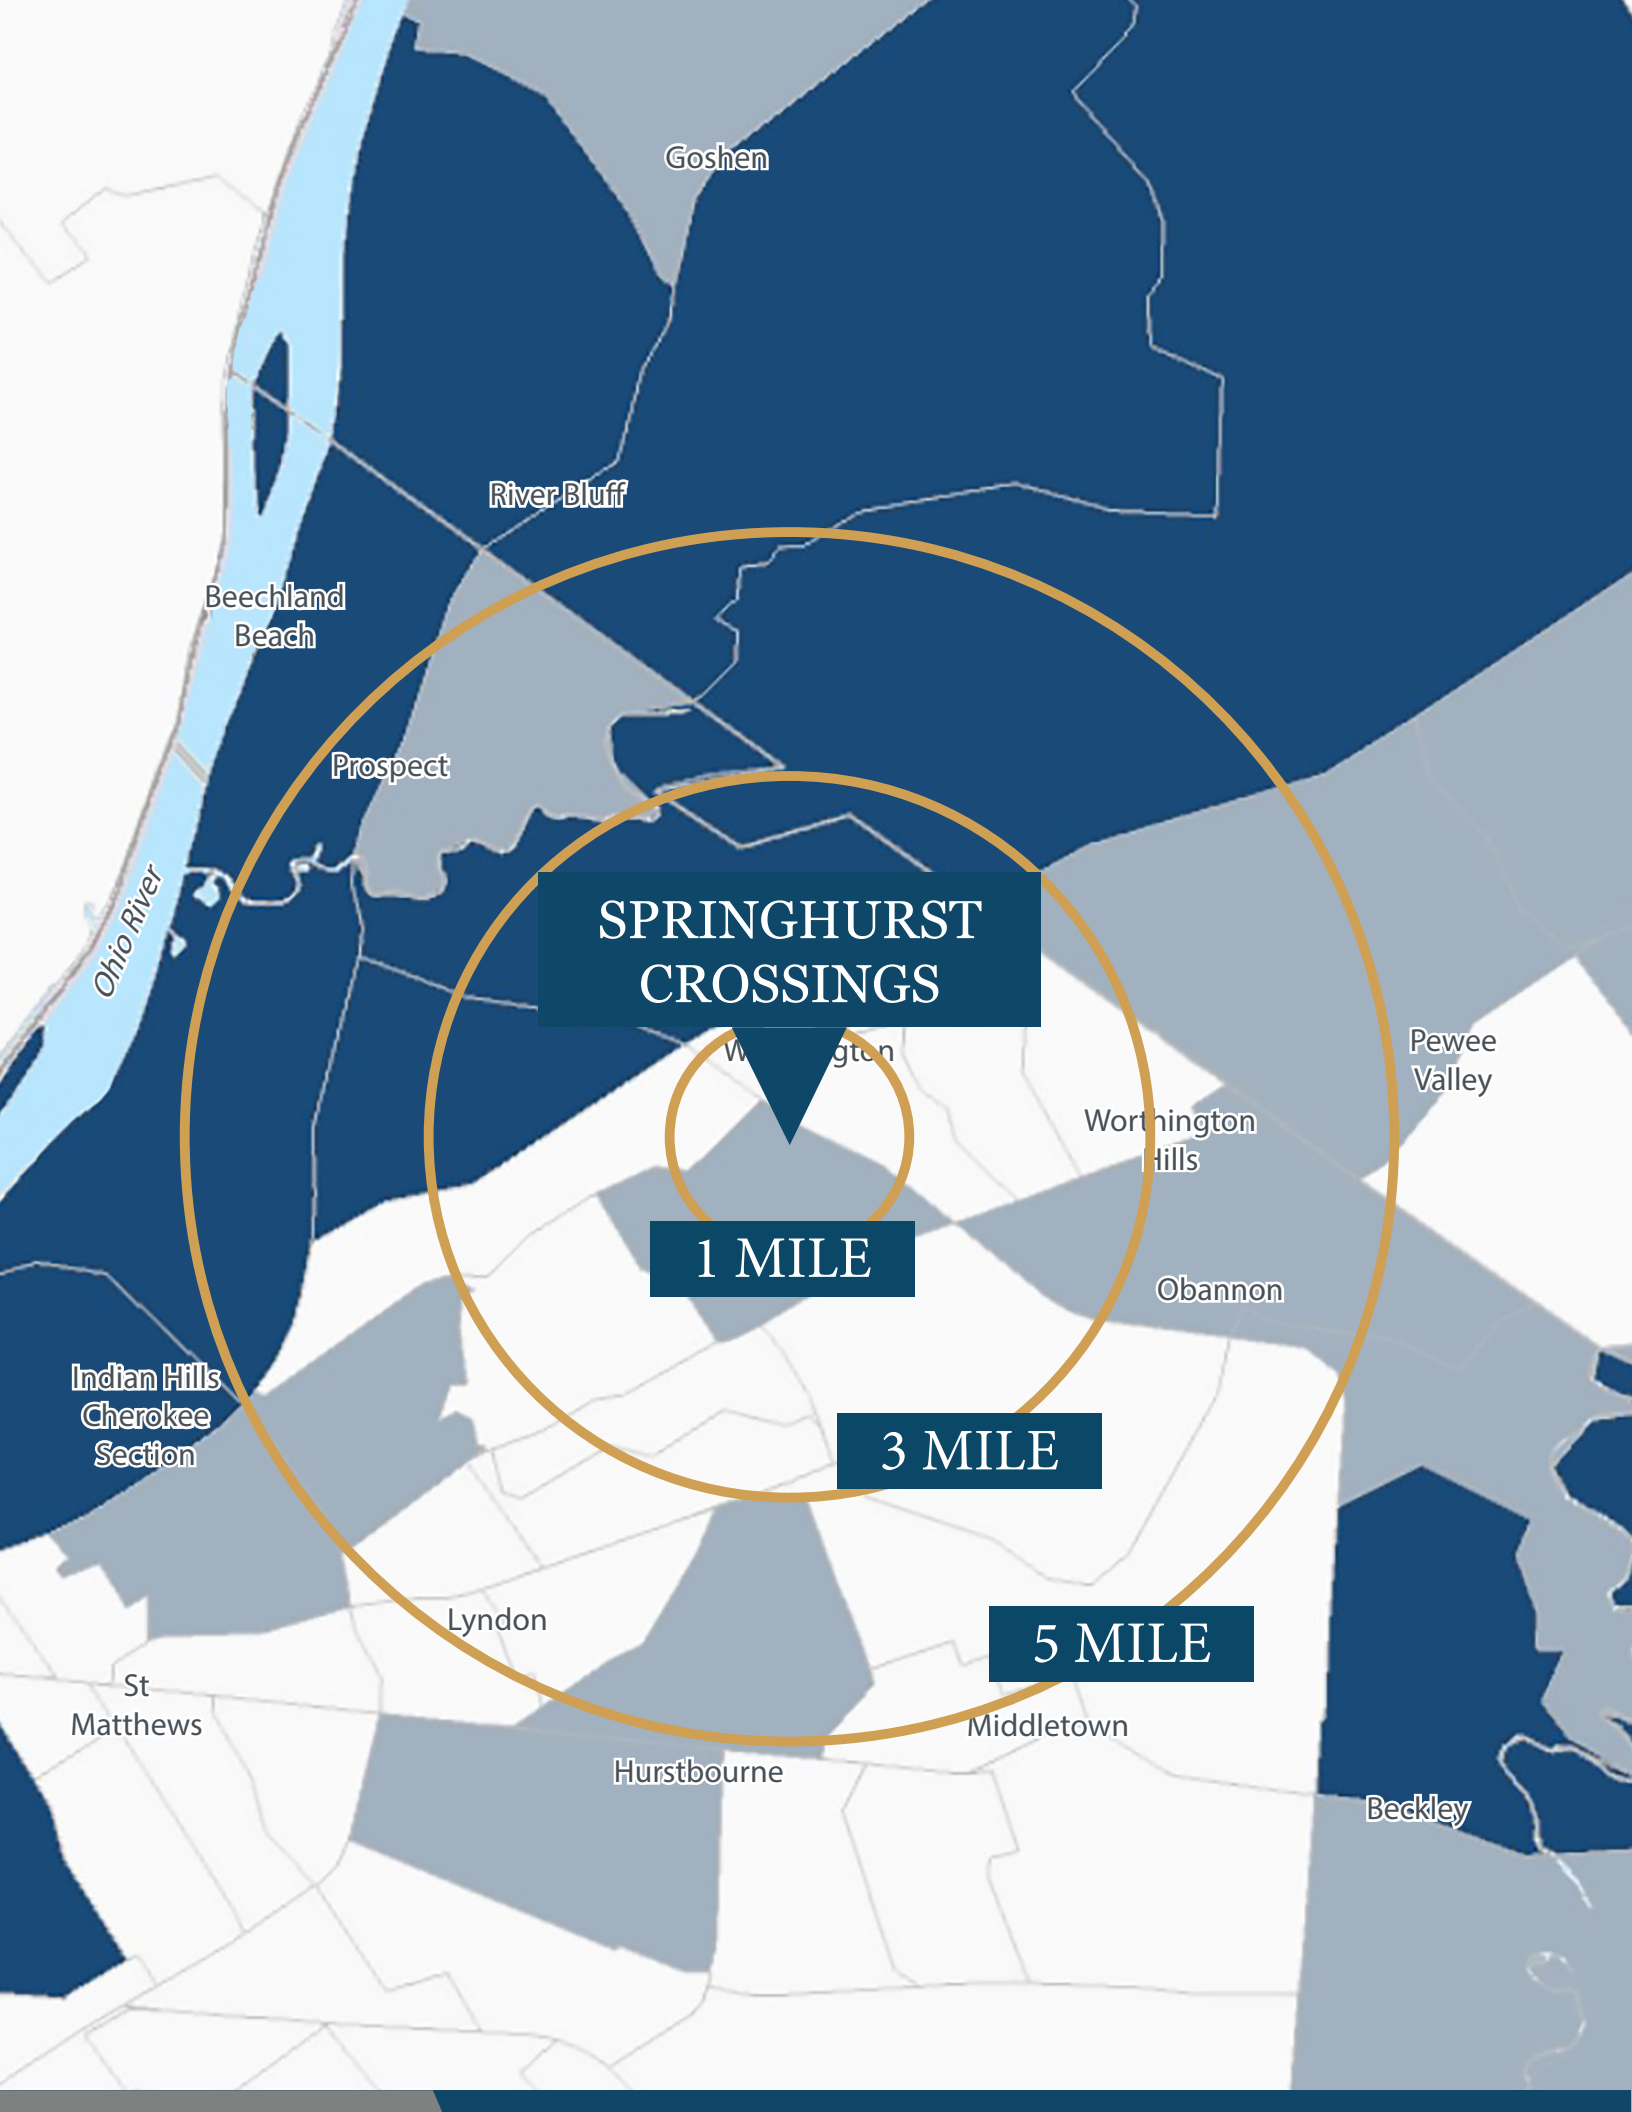 Goshen
River Bluff
Beechland
Beach
Prospect
Ohio River
SPRINGHURST
CROSSINGS
Pewee
Valley
Worthington
Hills
1 MILE
Obannon
Indian Hills
Cherokee
Section
3 MILE
Lyndon
5 MILE
St
Matthews
Middletown
Hurstbourne
Beckley